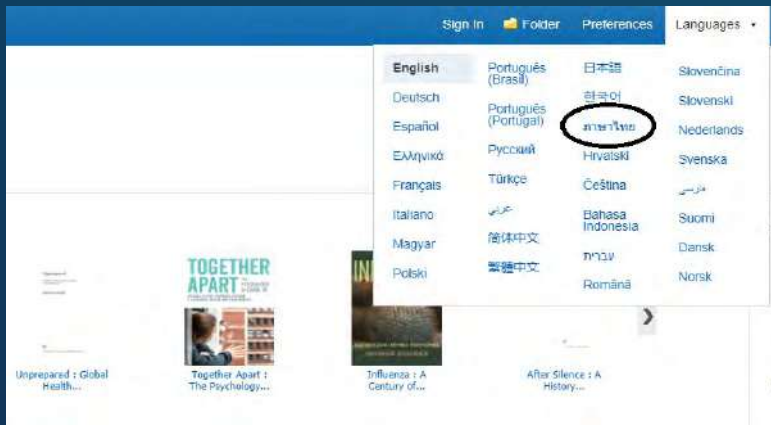 Sign In Folder Preferences Languages
English
Deutsch
Español
Ελληνικά
Français
Italiano
Magyar
Polski
Português
(Brasil)
Português
(Portugal)
Русский
Türkçe
عربي
简体中文
繁體中文
日本語
한국어
ภาษาไทย
Hrvatski
Čeština
Bahasa
Indonesia
עברית
Română
Slovenčina
Slovenski
Nederlands
Svenska
فارسی
Suomi
Dansk
Norsk
TOGETHER
APART
IN
Unprepared : Global
Health...
Together Apart :
The Psychology...
Influenza : A
Century of...
After Silence : A
History...